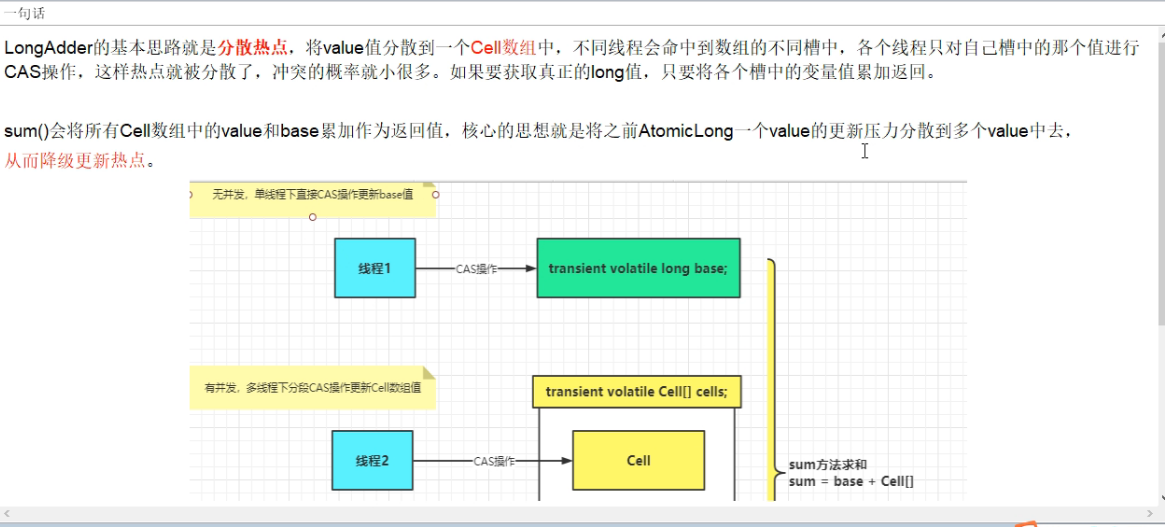 一句话
LongAdder的基本思路就是分散热点，将value值分散到一个Cell数组中，不同线程会命中到数组的不同槽中，各个线程只对自己槽中的那个值进行
CAS操作，这样热点就被分散了，冲突的概率就小很多。如果要获取真正的long值，只要将各个槽中的变量值累加返回。
sum()会将所有Cell数组中的value和base累加作为返回值，核心的思想就是将之前AtomicLong一个value的更新压力分散到多个value中去，
从而降级更新热点。
无并发，单线程下直接CAS操作更新base值
线程1
CAS操作
transient volatile long base;
有并发，多线程下分段CAS操作更新Cell数组值
transient volatile Cell[] cells;
线程2
CAS操作
Cell
sum方法求和
sum = base + Cell[]